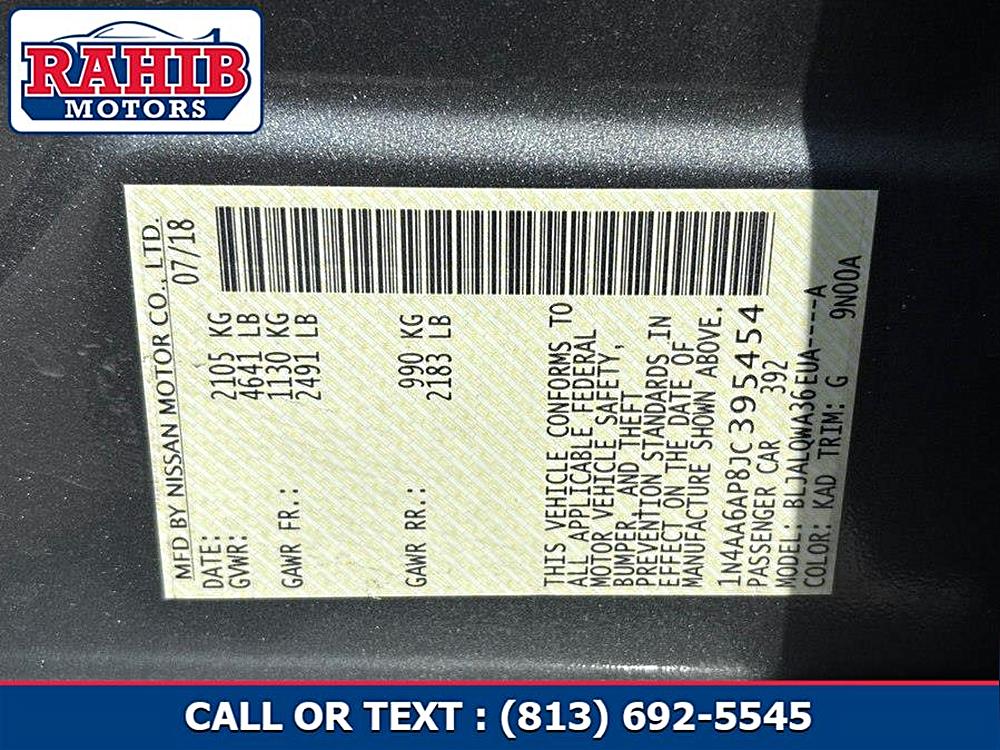 RAHIB
MOTORS
MFD BY NISSAN MOTOR CO., LTD.
DATE: 07/18
GVWR: 2105 KG
4641 LB
GAWR FR.: 1130 KG
2491 LB
GAWR RR.: 990 KG
2183 LB
THIS VEHICLE CONFORMS TO
ALL APPLICABLE FEDERAL
MOTOR VEHICLE SAFETY,
BUMPER, AND THEFT
PREVENTION STANDARDS IN
EFFECT ON THE DATE OF
MANUFACTURE SHOWN ABOVE.
1N4AA6AP8JC395454
PASSENGER CAR 392
MODEL: BLJALQWA36EUA----A
COLOR: KAD TRIM: G 9N00A
CALL OR TEXT : (813) 692-5545